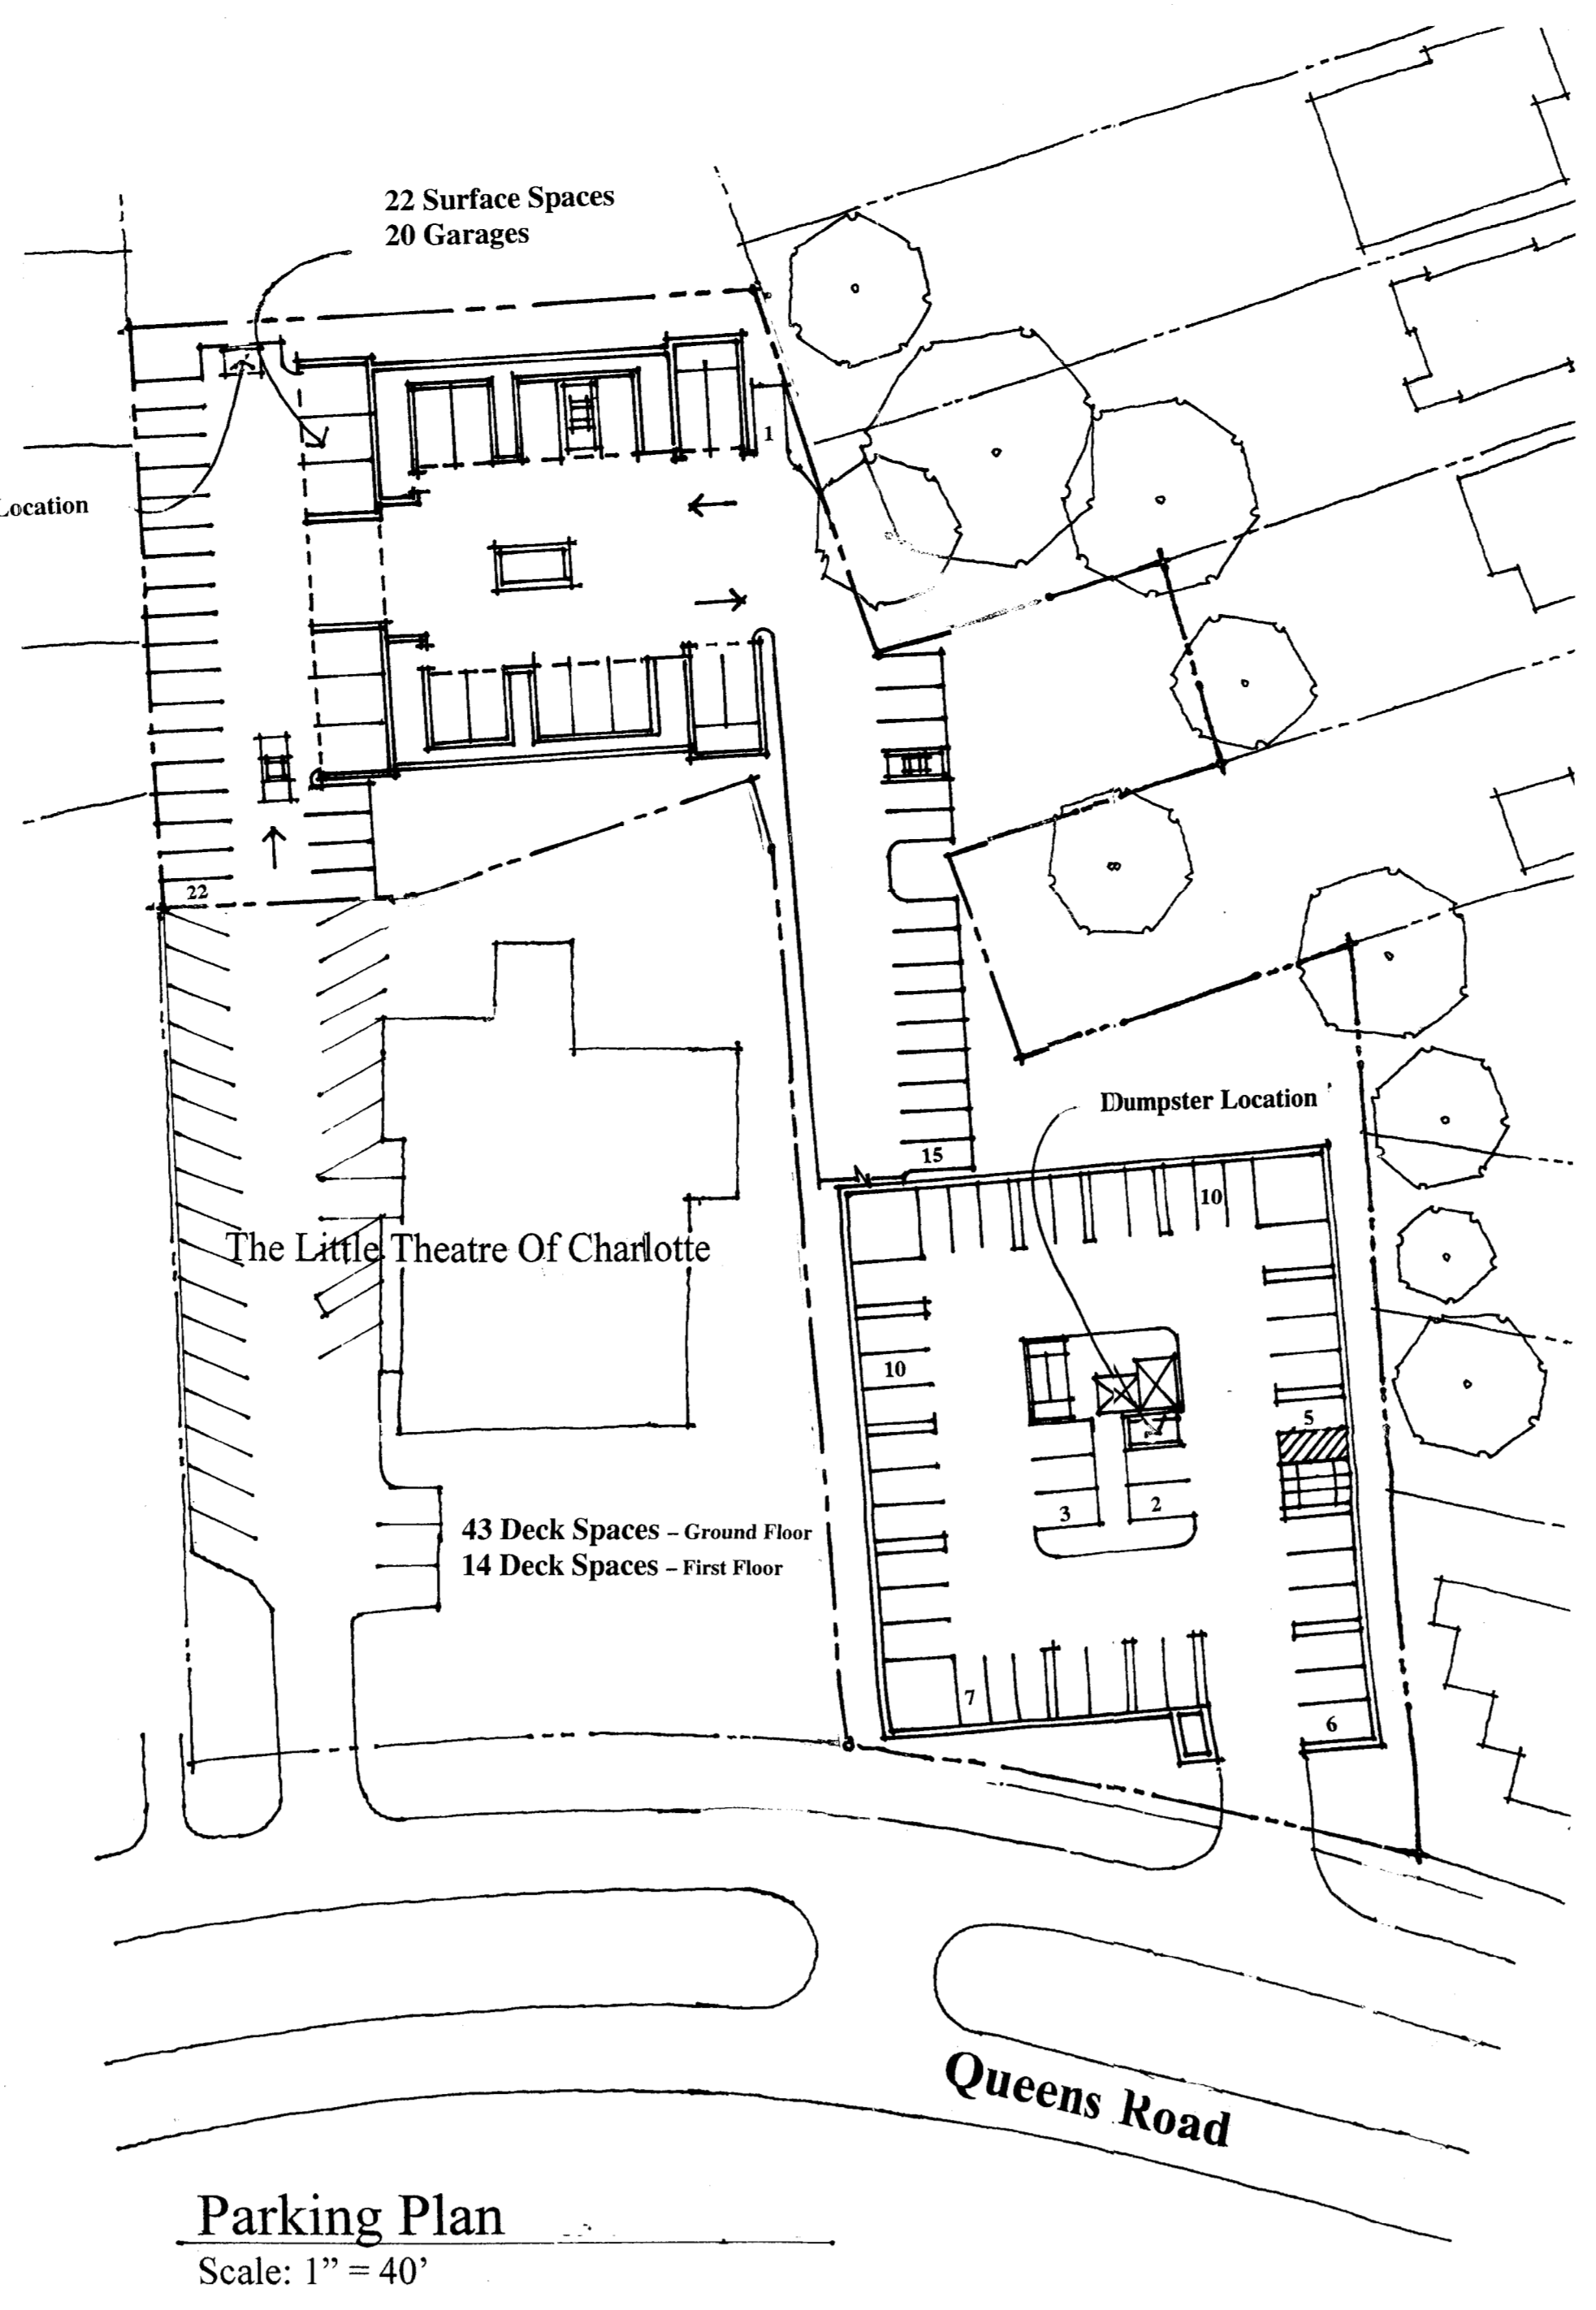 22 Surface Spaces
20 Garages
1
Location
22
Dumpster Location
15
10
The Little Theatre Of Charlotte
10
5
3
2
43 Deck Spaces – Ground Floor
14 Deck Spaces – First Floor
7
6
Queens Road
Parking Plan
Scale: 1” = 40’